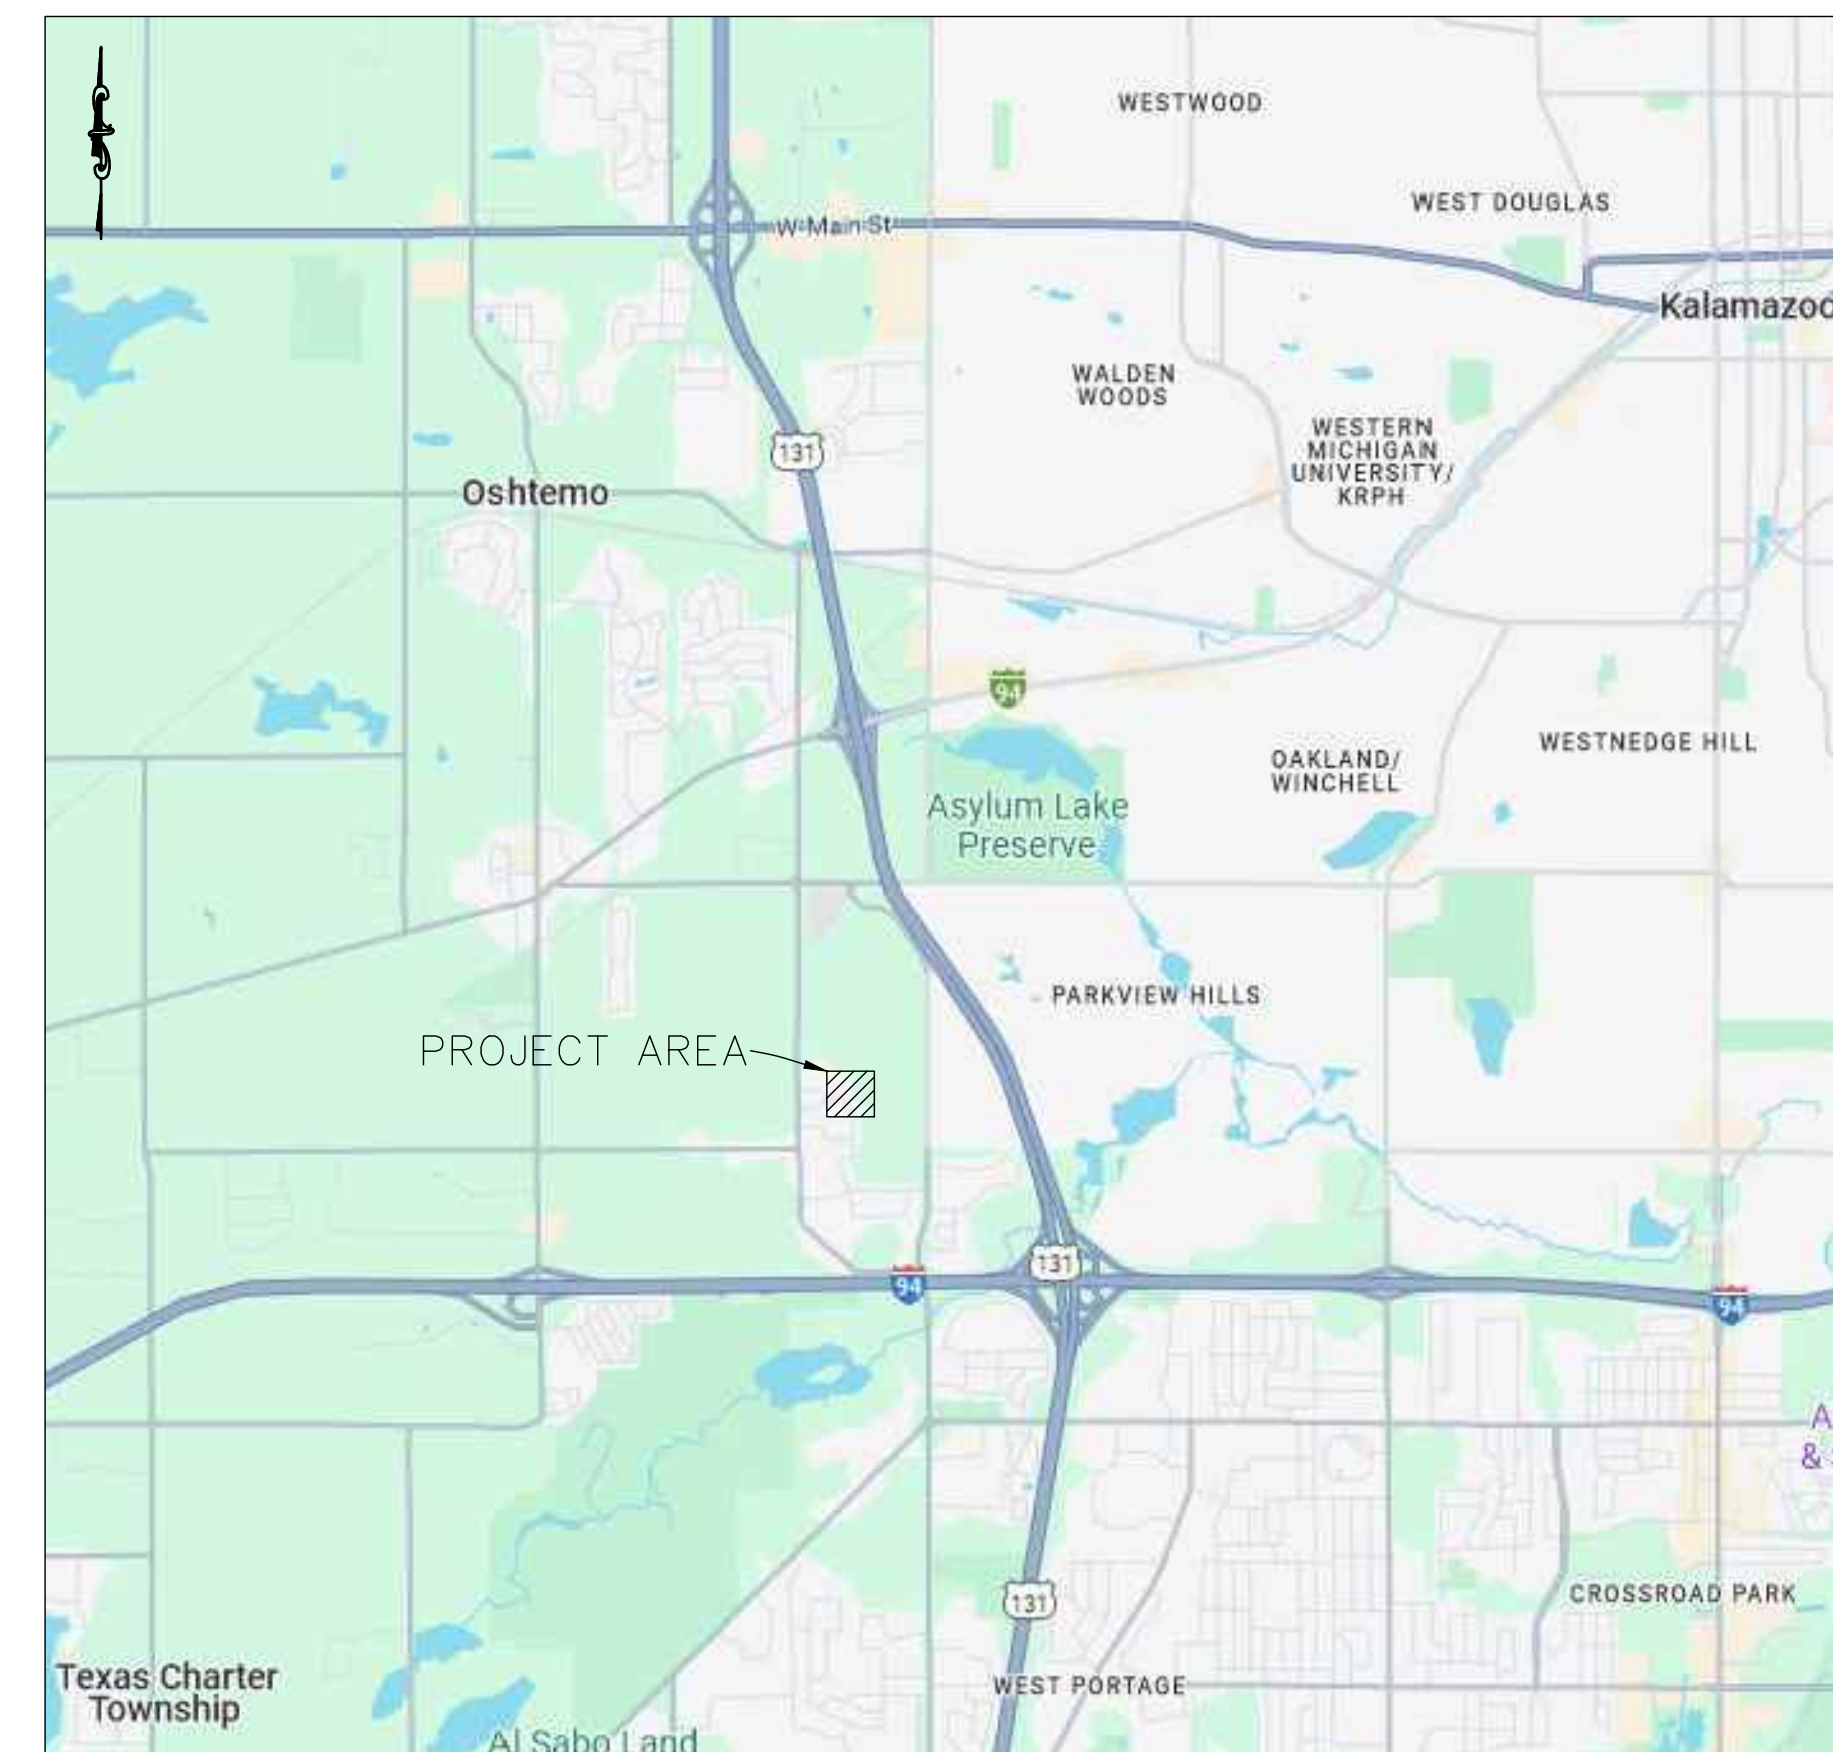 WESTWOOD
WEST DOUGLAS
W Main St
Kalamazoo
WALDEN
WOODS
WESTERN
MICHIGAN
UNIVERSITY/
KRPH
131
Oshtemo
94
WESTNEDGE HILL
OAKLAND/
WINCHELL
Asylum Lake
Preserve
PARKVIEW HILLS
PROJECT AREA
131
94
94
A
&
131
CROSSROAD PARK
Texas Charter
Township
WEST PORTAGE
Al Sabo Land